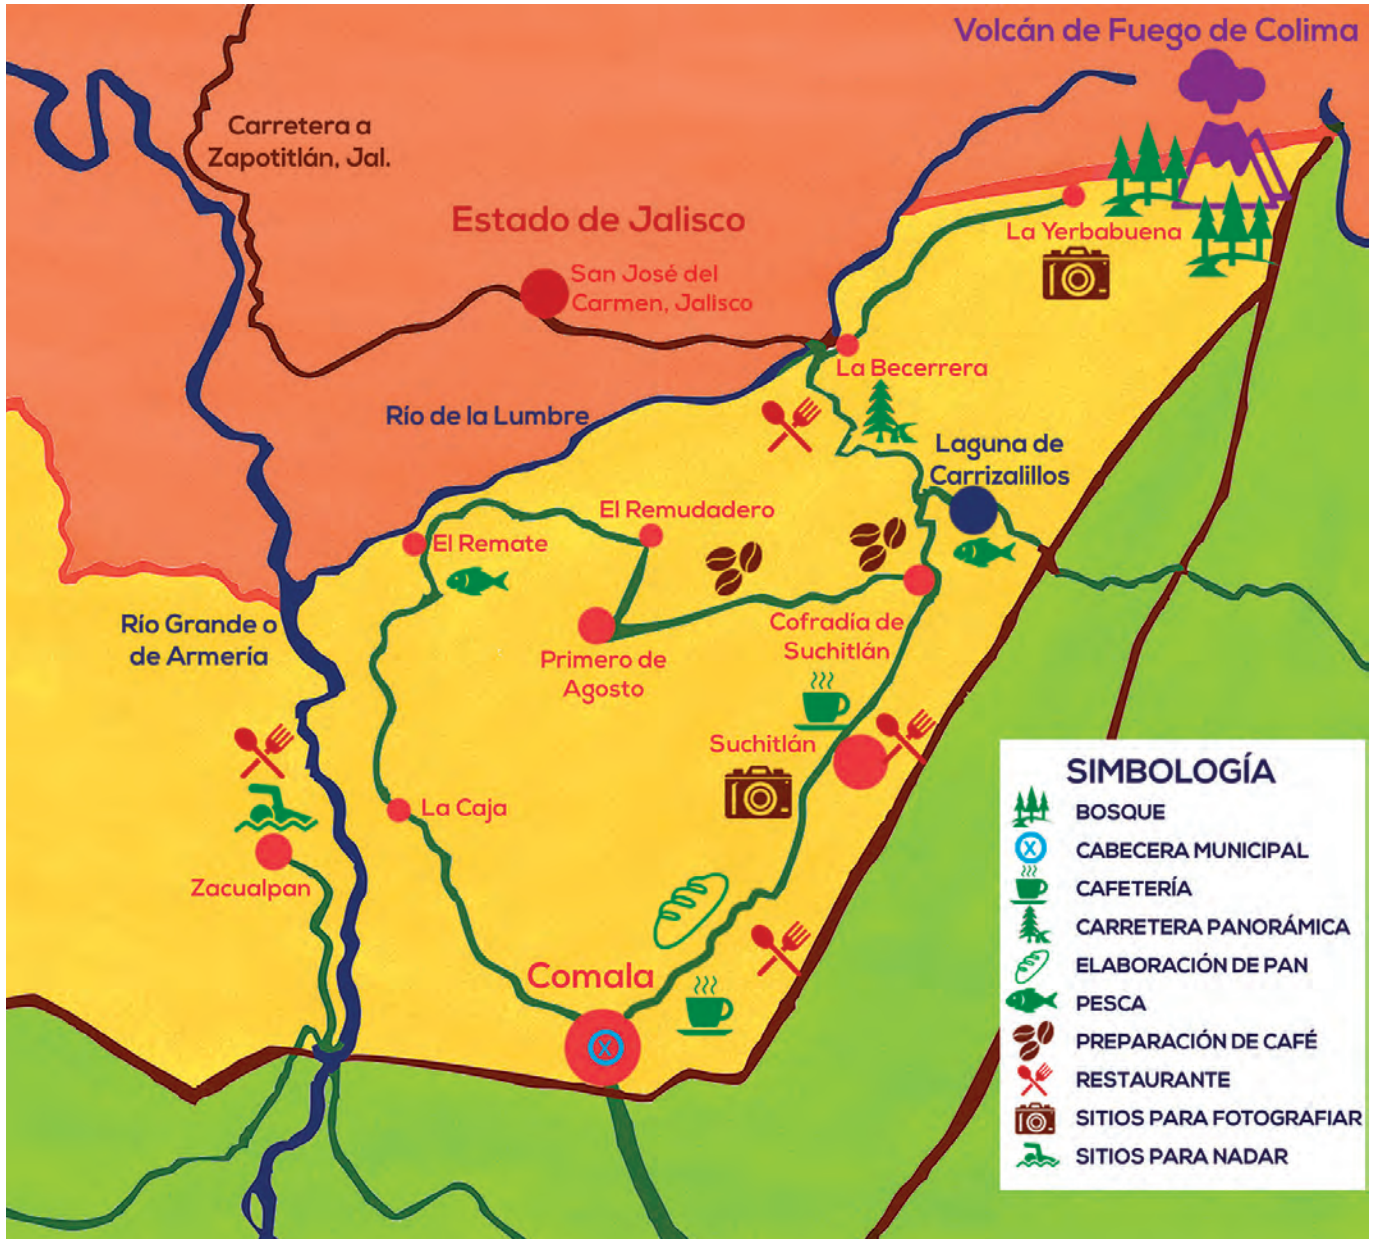 Volcán de Fuego de Colima
Carretera a
Zapotitlán, Jal.
Estado de Jalisco
La Yerbabuena
San José del
Carmen, Jalisco
La Becerrera
Río de la Lumbre
Laguna de
Carrizalillos
El Remudadero
El Remate
Río Grande o
de Armería
Cofradía de
Suchitlán
Primero de
Agosto
Suchitlán
La Caja
Zacualpan
Comala
X
SIMBOLOGÍA
BOSQUE
X
CABECERA MUNICIPAL
CAFETERÍA
CARRETERA PANORÁMICA
ELABORACIÓN DE PAN
PESCA
PREPARACIÓN DE CAFÉ
RESTAURANTE
SITIOS PARA FOTOGRAFIAR
SITIOS PARA NADAR